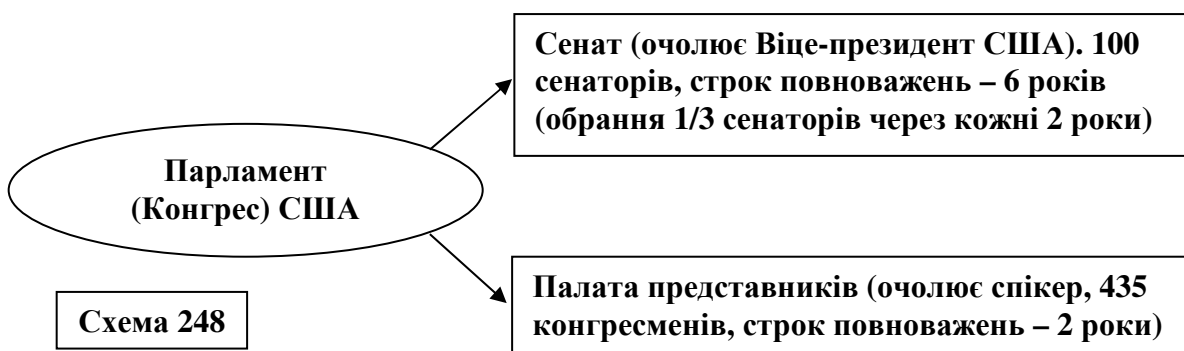 Сенат (очолює Віце-президент США). 100
сенаторів, строк повноважень – 6 років
(обрання 1/3 сенаторів через кожні 2 роки)
Парламент
(Конгрес) США
Палата представників (очолює спікер, 435
конгресменів, строк повноважень – 2 роки)
Схема 248